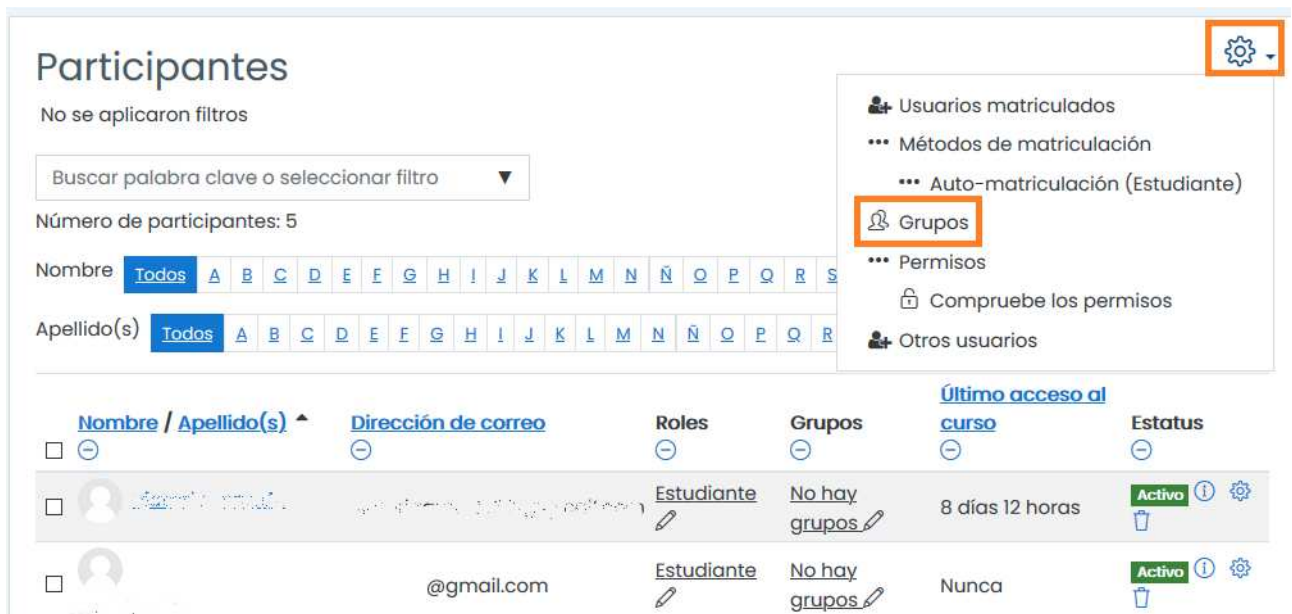 Participantes
No se aplicaron filtros
Usuarios matriculados
Métodos de matriculación
Auto-matriculación (Estudiante)
Grupos
Permisos
Compruebe los permisos
Otros usuarios
Buscar palabra clave o seleccionar filtro
Número de participantes: 5
Nombre Todos A B C D E F G H I J K L M N Ñ O P Q R S
Apellido(s) Todos A B C D E F G H I J K L M N Ñ O P Q R
Nombre / Apellido(s) Dirección de correo Roles Grupos Último acceso al curso Estatus
Estudiante No hay grupos 8 días 12 horas Activo
@gmail.com Estudiante No hay grupos Nunca Activo